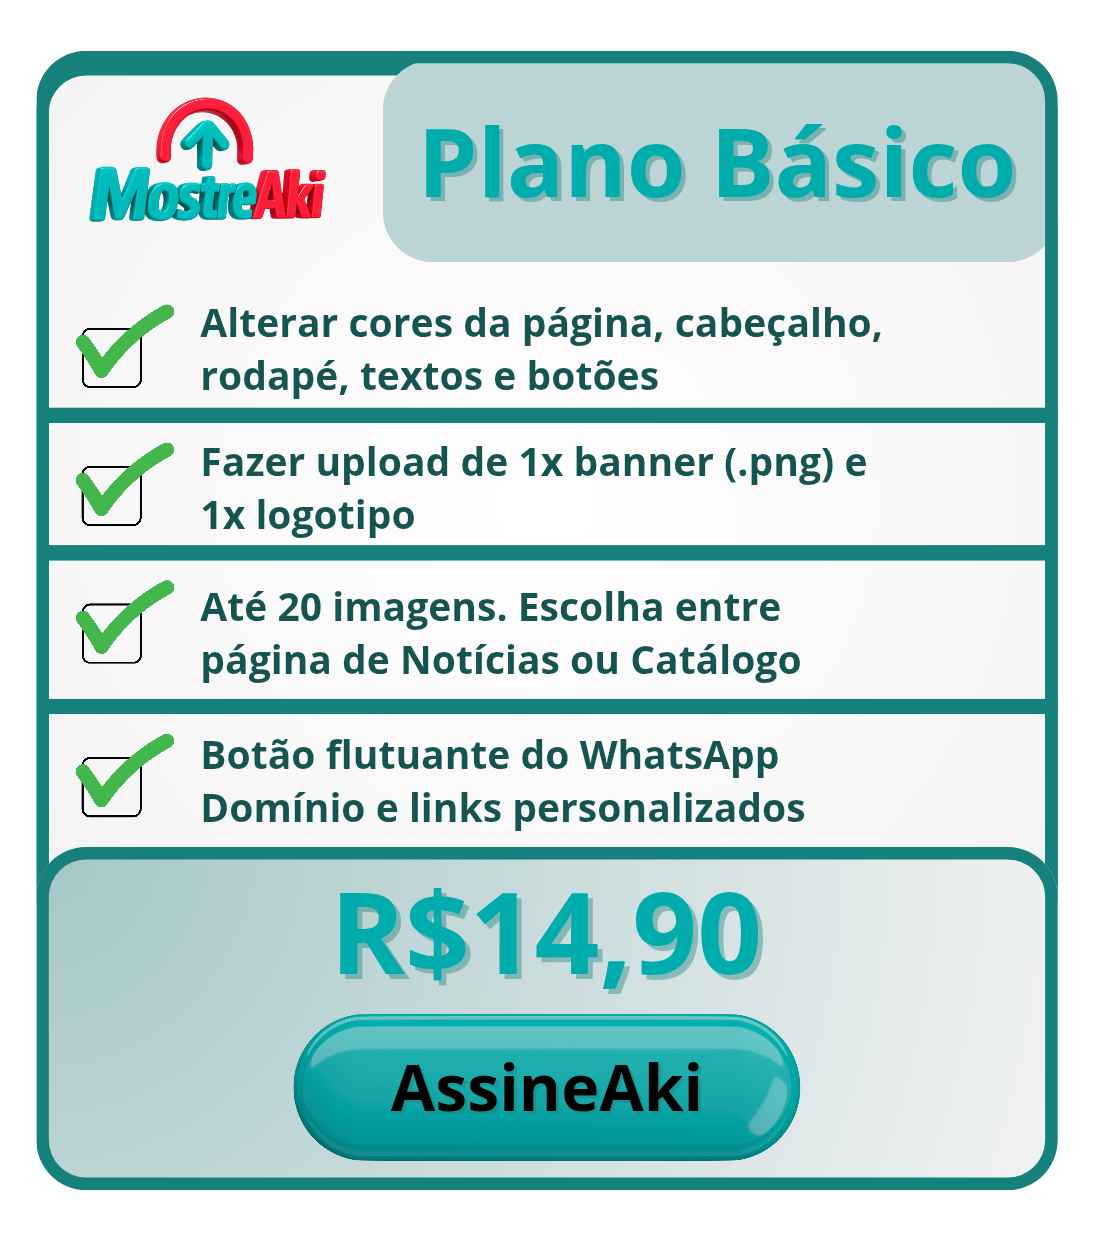 MostreAki
Plano Básico
Alterar cores da página, cabeçalho,
rodapé, textos e botões
Fazer upload de 1x banner (.png) e
1x logotipo
Até 20 imagens. Escolha entre
página de Notícias ou Catálogo
Botão flutuante do WhatsApp
Domínio e links personalizados
R$14,90
AssineAki